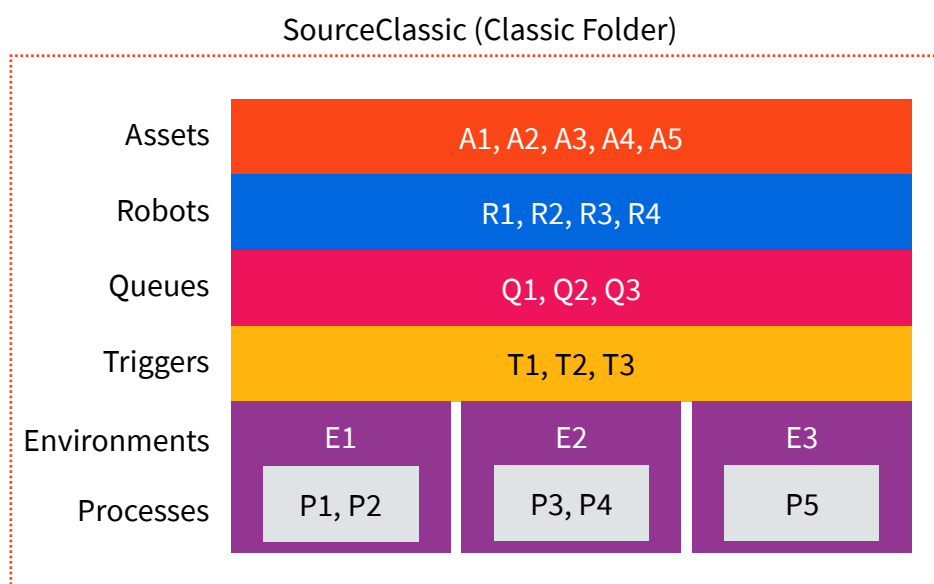 SourceClassic (Classic Folder)
Assets A1, A2, A3, A4, A5
Robots R1, R2, R3, R4
Queues Q1, Q2, Q3
Triggers T1, T2, T3
Environments E1 E2 E3
Processes P1, P2 P3, P4 P5